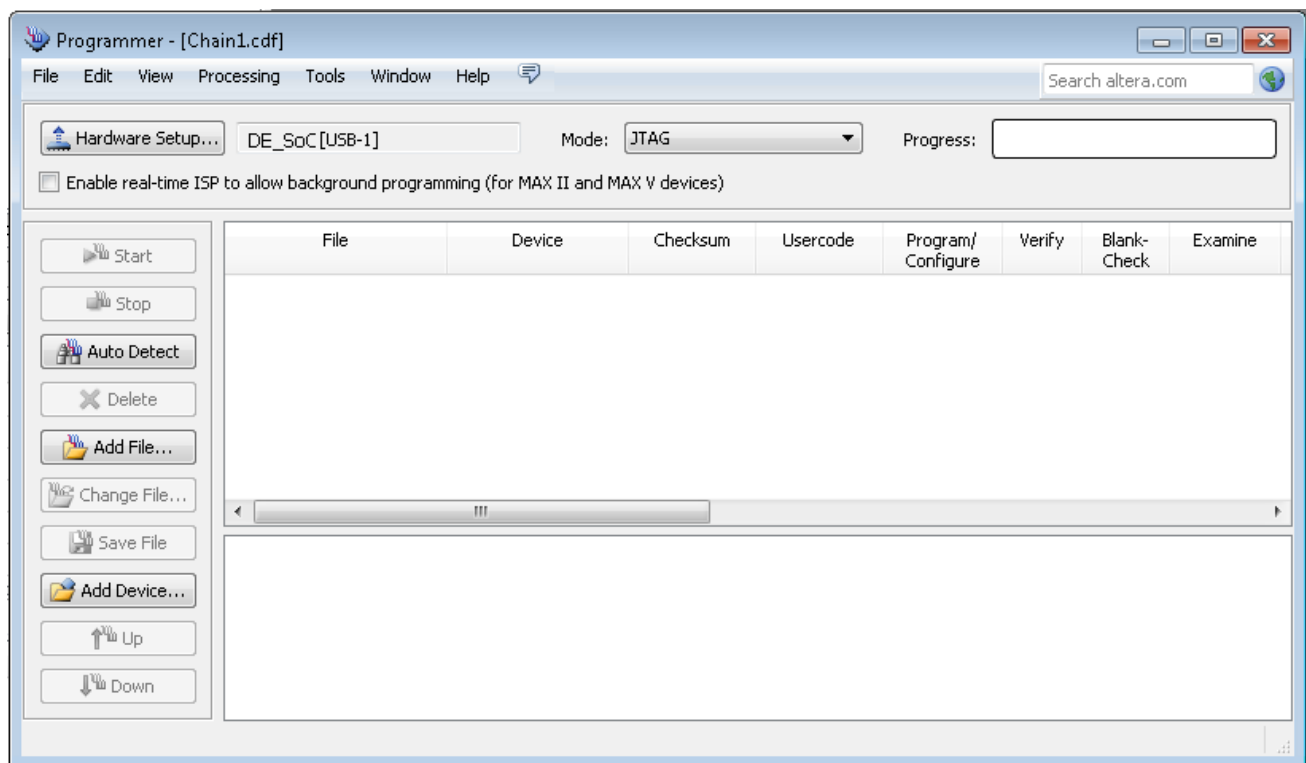 Programmer - [Chain1.cdf]
File Edit View Processing Tools Window Help
Search altera.com
Hardware Setup... DE_SoC [USB-1] Mode: JTAG Progress:
Enable real-time ISP to allow background programming (for MAX II and MAX V devices)
File Device Checksum Usercode Program/ Verify Blank- Examine
Configure Check
Start
Stop
Auto Detect
Delete
Add File...
Change File...
Save File
Add Device...
Up
Down